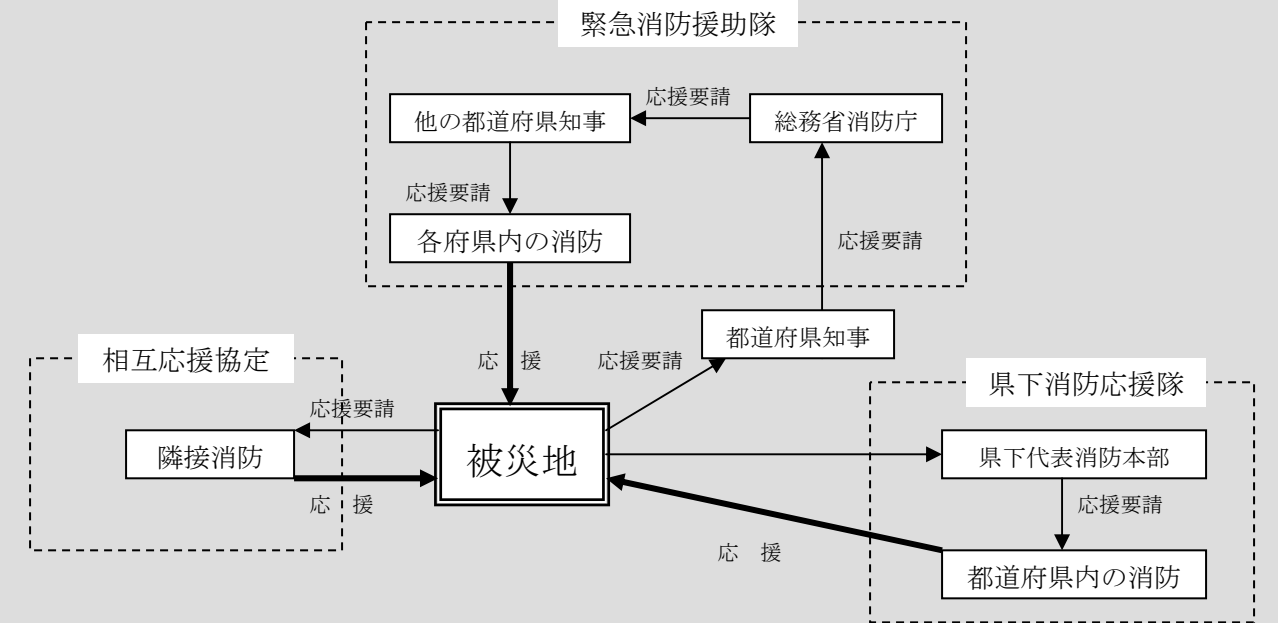 緊急消防援助隊
応援要請
他の都道府県知事
総務省消防庁
応援要請
各府県内の消防
応援要請
都道府県知事
相互応援協定
応　援
応援要請
県下消防応援隊
応援要請
隣接消防
被災地
県下代表消防本部
応　援
応援要請
応　援
都道府県内の消防